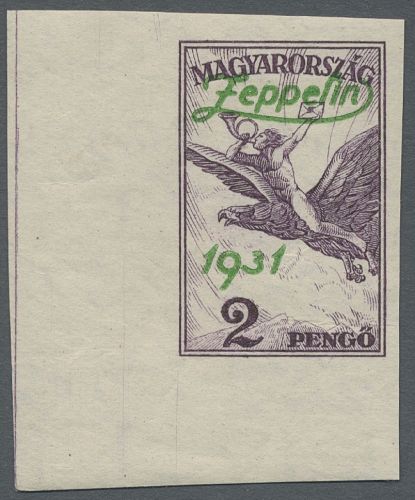 MAGYARORSZÁG
Zeppelin
1931
2 PENGŐ